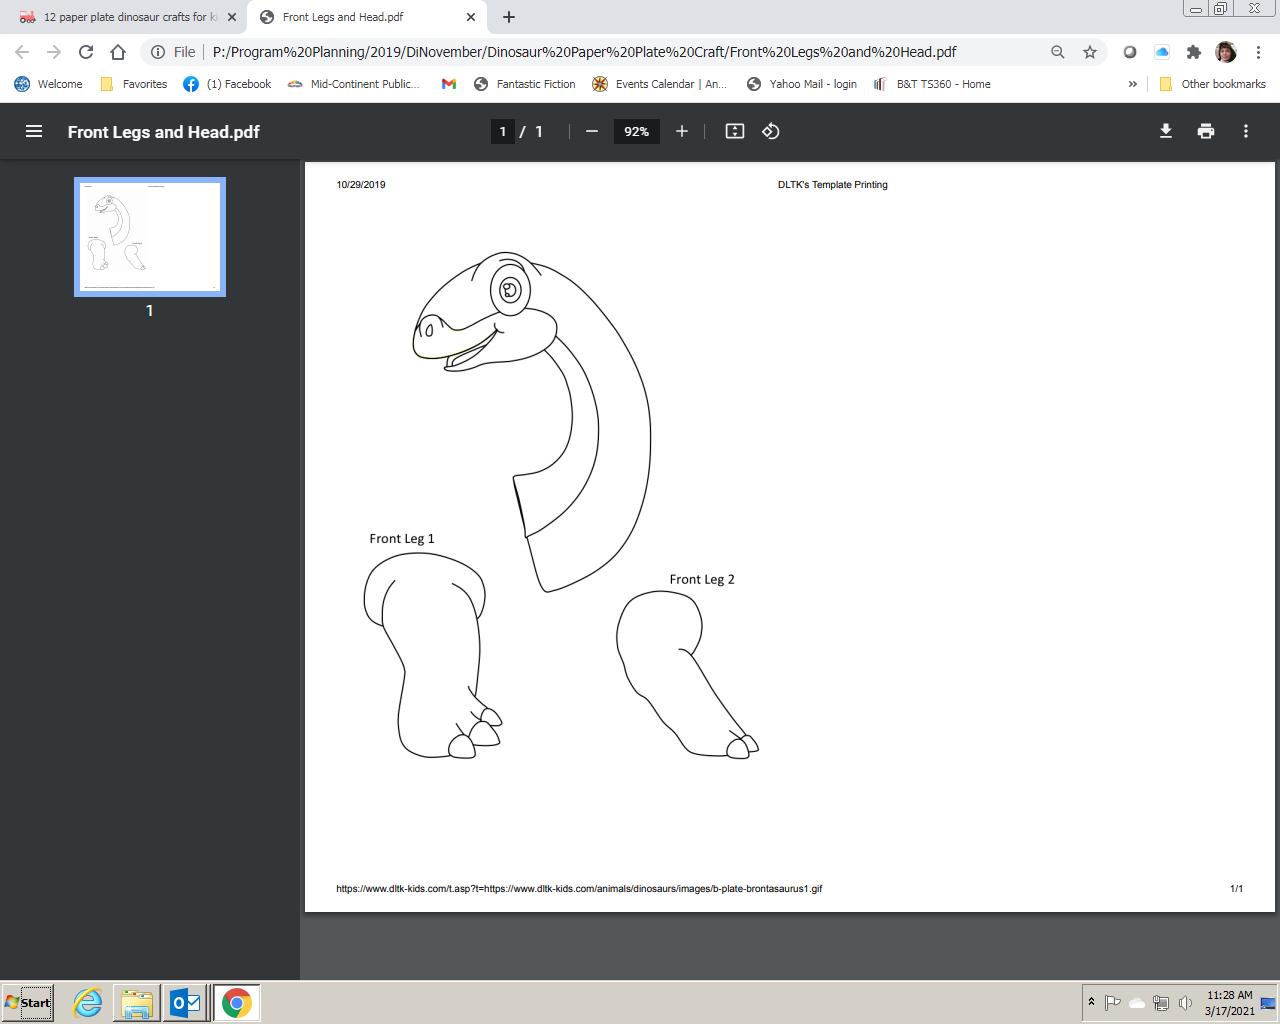 12 paper plate dinosaur crafts for ki
Front Legs and Head.pdf
File
P:/Program%20Planning/2019/DiNovember/Dinosaur%20Paper%20Plate%20Craft/Front%20Legs%20and%20Head.pdf
Welcome
Favorites
(1) Facebook
Mid-Continent Public...
Fantastic Fiction
Events Calendar | An...
Yahoo Mail - login
B&T TS360 - Home
»
Other bookmarks
Front Legs and Head.pdf
1 / 1
92%
1
10/29/2019
DLTK's Template Printing
Front Leg 1
Front Leg 2
https://www.dltk-kids.com/t.asp?t=https://www.dltk-kids.com/animals/dinosaurs/images/b-plate-brontasaurus1.gif
1/1
Start
11:28 AM
3/17/2021